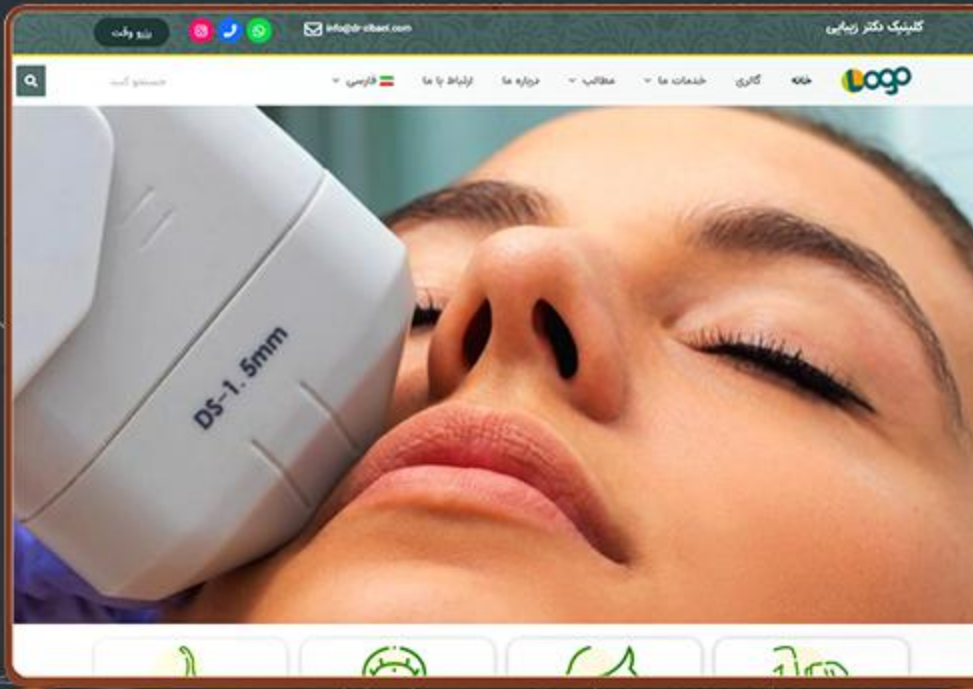 کلینیک دکتر زیبایی
info@dr-zibaei.com
رزرو وقت
Logo
خانه
گالری
خدمات ما
مطالب
درباره ما
ارتباط با ما
فارسی
جستجو کنید
DS-1.5mm